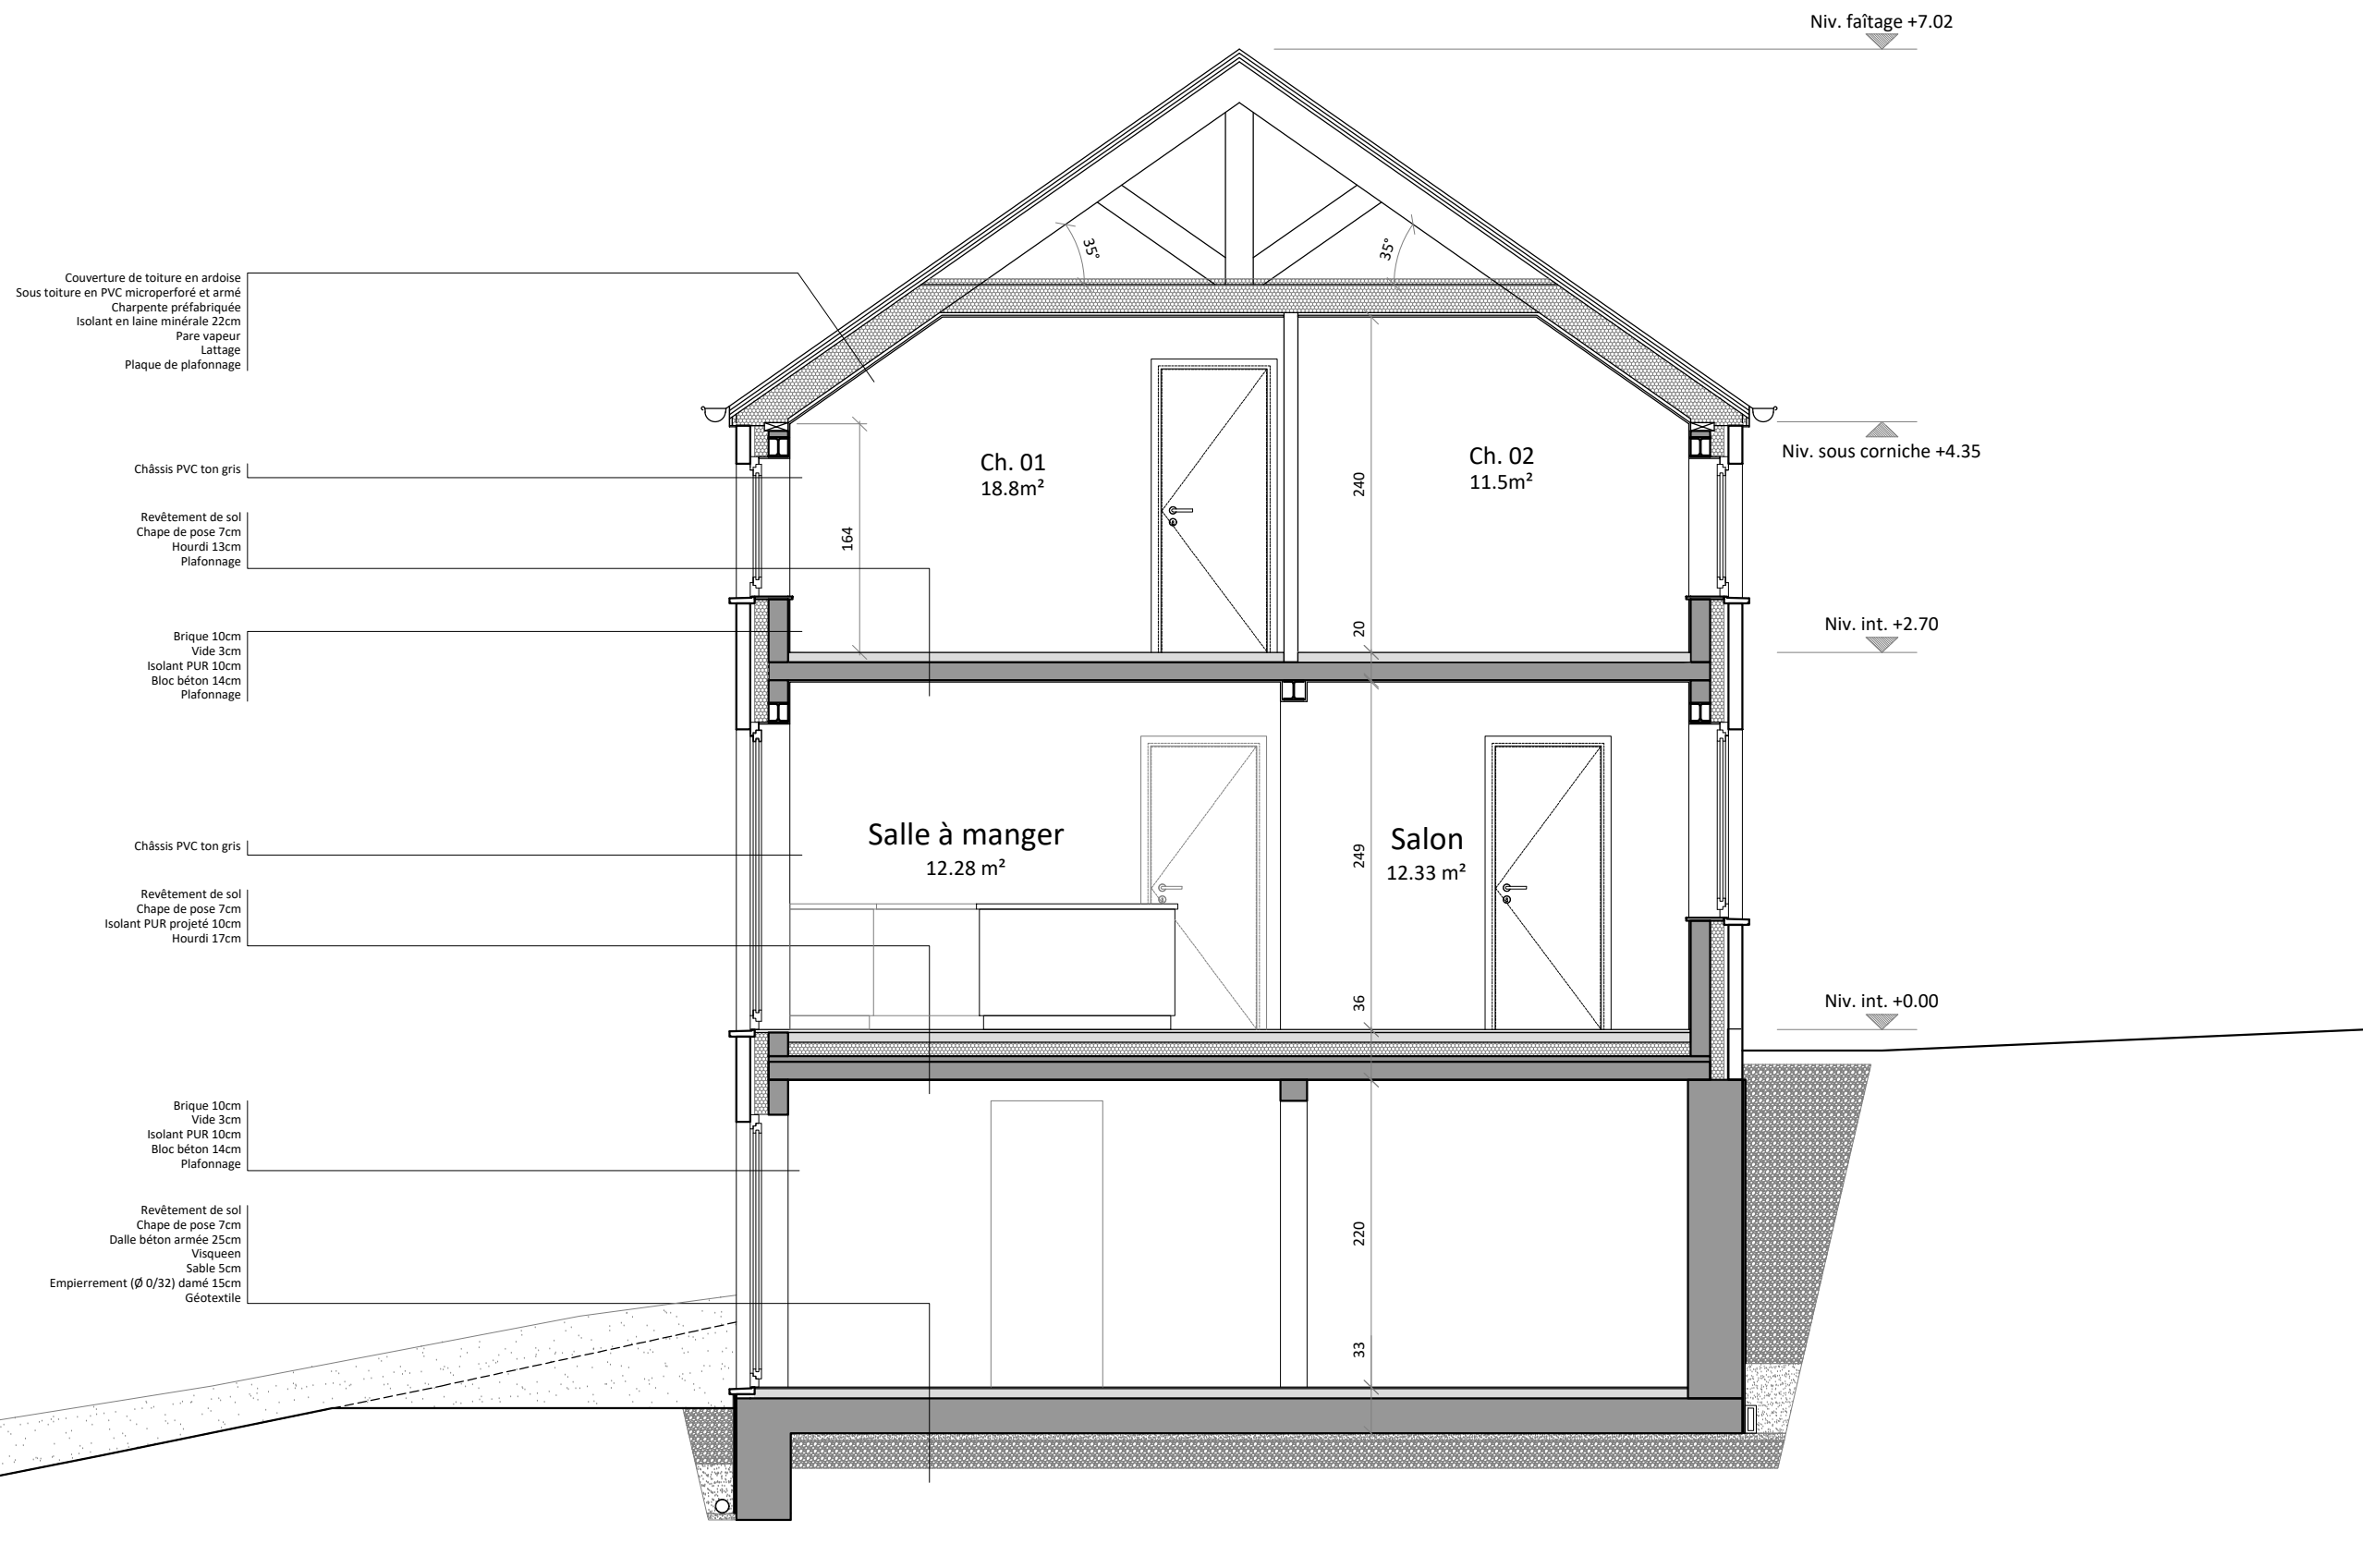 Niv. faîtage +7.02
35°
35°
Couverture de toiture en ardoise
Sous toiture en PVC microperforé et armé
Charpente préfabriquée
Isolant en laine minérale 22cm
Pare vapeur
Lattage
Plaque de plafonnage
Niv. sous corniche +4.35
Châssis PVC ton gris
Ch. 01
18.8m²
Ch. 02
11.5m²
240
164
Revêtement de sol
Chape de pose 7cm
Hourdi 13cm
Plafonnage
20
Niv. int. +2.70
Brique 10cm
Vide 3cm
Isolant PUR 10cm
Bloc béton 14cm
Plafonnage
Châssis PVC ton gris
Salle à manger
12.28 m²
249
Salon
12.33 m²
Revêtement de sol
Chape de pose 7cm
Isolant PUR projeté 10cm
Hourdi 17cm
36
Niv. int. +0.00
Brique 10cm
Vide 3cm
Isolant PUR 10cm
Bloc béton 14cm
Plafonnage
220
Revêtement de sol
Chape de pose 7cm
Dalle béton armée 25cm
Visqueen
Sable 5cm
Empierrement (Ø 0/32) damé 15cm
Géotextile
33